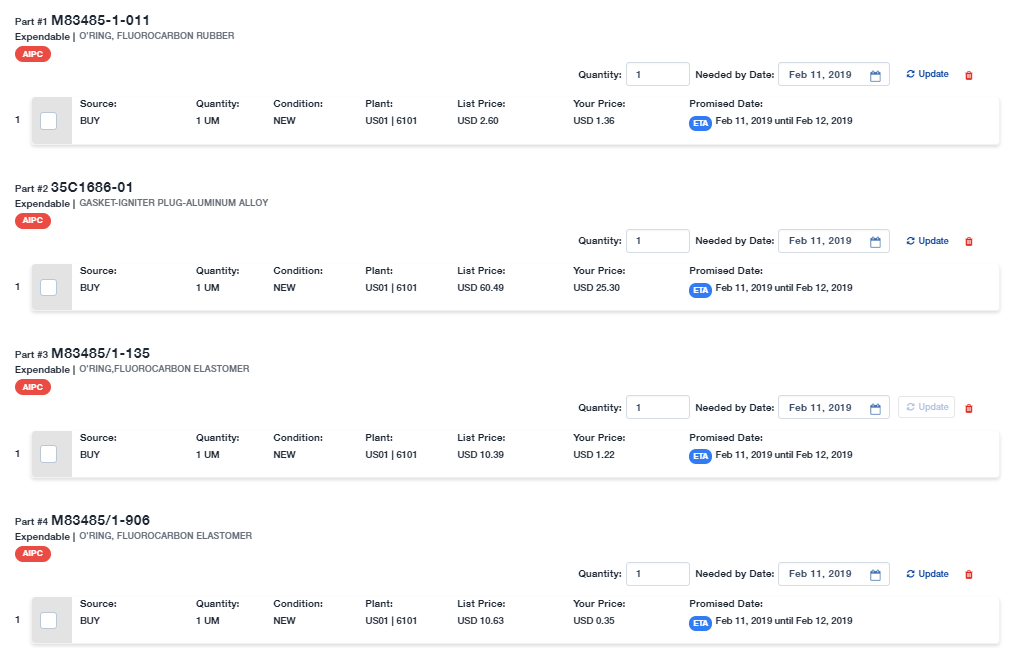 Part #1 M83485-1-011
Expendable | O'RING, FLUOROCARBON RUBBER
AIPC
Quantity: 1 Needed by Date: Feb 11, 2019 Update
Source: Quantity: Condition: Plant: List Price: Your Price: Promised Date:
1 BUY 1 UM NEW US01 | 6101 USD 2.60 USD 1.36 ETA Feb 11, 2019 until Feb 12, 2019
Part #2 35C1686-01
Expendable | GASKET-IGNITER PLUG-ALUMINUM ALLOY
AIPC
Quantity: 1 Needed by Date: Feb 11, 2019 Update
Source: Quantity: Condition: Plant: List Price: Your Price: Promised Date:
1 BUY 1 UM NEW US01 | 6101 USD 60.49 USD 25.30 ETA Feb 11, 2019 until Feb 12, 2019
Part #3 M83485/1-135
Expendable | O'RING,FLUOROCARBON ELASTOMER
AIPC
Quantity: 1 Needed by Date: Feb 11, 2019 Update
Source: Quantity: Condition: Plant: List Price: Your Price: Promised Date:
1 BUY 1 UM NEW US01 | 6101 USD 10.39 USD 1.22 ETA Feb 11, 2019 until Feb 12, 2019
Part #4 M83485/1-906
Expendable | O'RING, FLUOROCARBON ELASTOMER
AIPC
Quantity: 1 Needed by Date: Feb 11, 2019 Update
Source: Quantity: Condition: Plant: List Price: Your Price: Promised Date:
1 BUY 1 UM NEW US01 | 6101 USD 10.63 USD 0.35 ETA Feb 11, 2019 until Feb 12, 2019